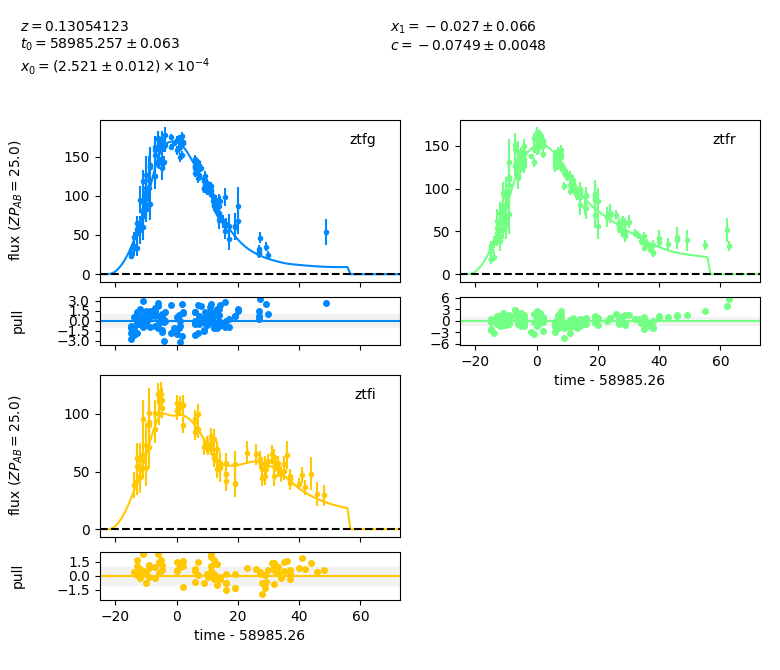 z = 0.13054123
t₀ = 58985.257 ± 0.063
x₀ = (2.521 ± 0.012) × 10⁻⁴
x₁ = −0.027 ± 0.066
c = −0.0749 ± 0.0048
flux (ZP_AB = 25.0)
150
100
50
0
ztfg
150
100
50
0
ztfr
pull
3.0
1.5
0.0
−1.5
−3.0
6
3
0
−3
−6
−20 0 20 40 60
time - 58985.26
flux (ZP_AB = 25.0)
100
50
0
ztfi
pull
1.5
0.0
−1.5
−20 0 20 40 60
time - 58985.26